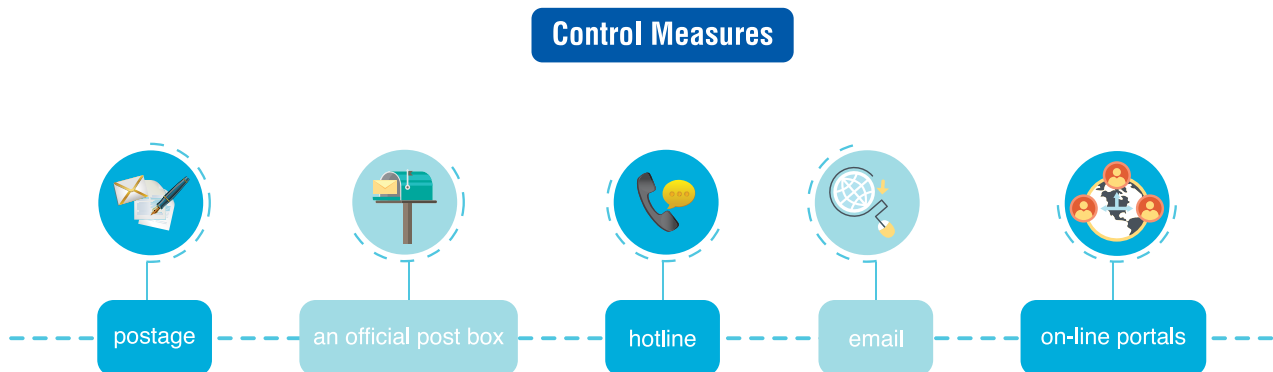 Control Measures
postage
an official post box
hotline
email
on-line portals